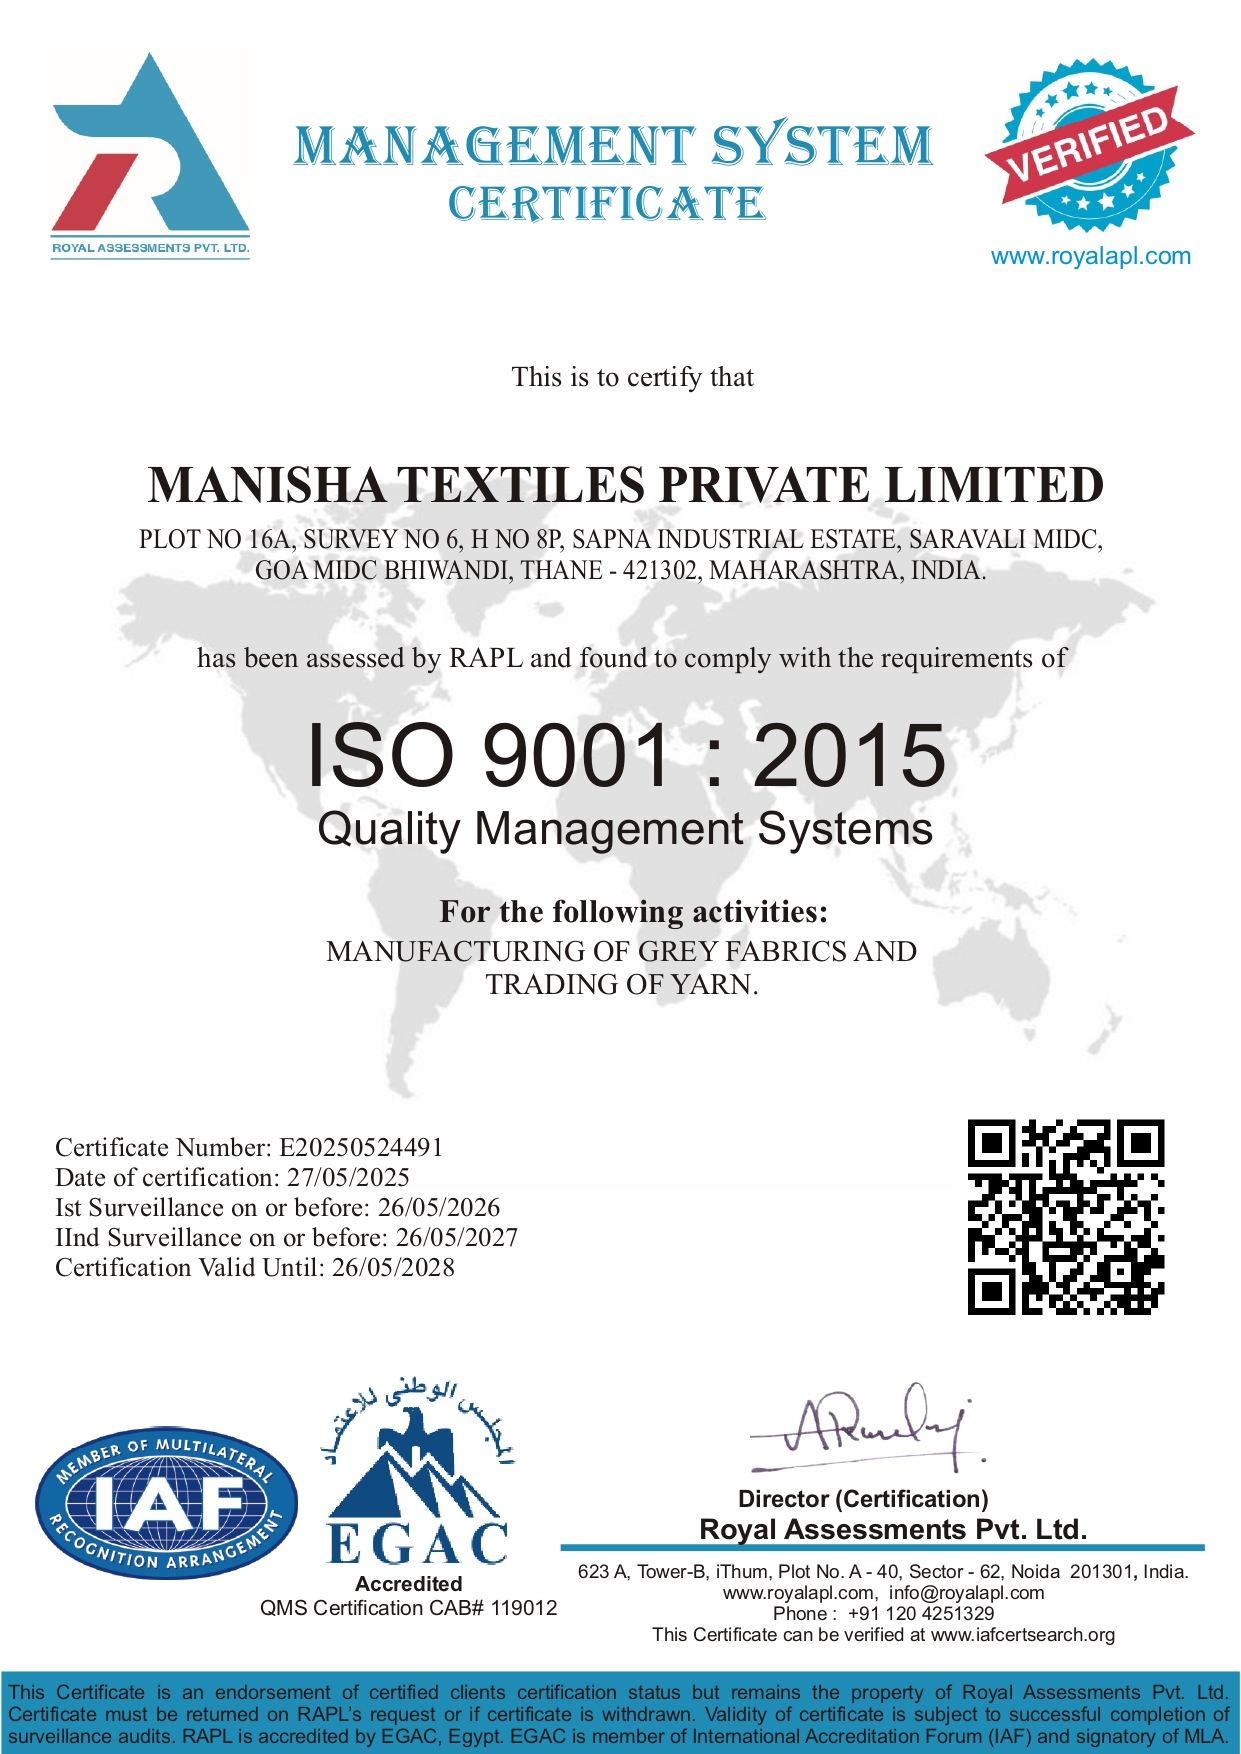 ROYAL ASSESSMENTS PVT. LTD.
MANAGEMENT SYSTEM
CERTIFICATE
VERIFIED
www.royalapl.com
This is to certify that
MANISHA TEXTILES PRIVATE LIMITED
PLOT NO 16A, SURVEY NO 6, H NO 8P, SAPNA INDUSTRIAL ESTATE, SARAVALI MIDC,
GOA MIDC BHIWANDI, THANE - 421302, MAHARASHTRA, INDIA.
has been assessed by RAPL and found to comply with the requirements of
ISO 9001 : 2015
Quality Management Systems
For the following activities:
MANUFACTURING OF GREY FABRICS AND
TRADING OF YARN.
Certificate Number: E20250524491
Date of certification: 27/05/2025
Ist Surveillance on or before: 26/05/2026
IInd Surveillance on or before: 26/05/2027
Certification Valid Until: 26/05/2028
MEMBER OF MULTILATERAL
IAF
RECOGNITION ARRANGEMENT
المجلس الوطنى للاعتماد
EGAC
Accredited
QMS Certification CAB# 119012
Director (Certification)
Royal Assessments Pvt. Ltd.
623 A, Tower-B, iThum, Plot No. A - 40, Sector - 62, Noida 201301, India.
www.royalapl.com, info@royalapl.com
Phone : +91 120 4251329
This Certificate can be verified at www.iafcertsearch.org
This Certificate is an endorsement of certified clients certification status but remains the property of Royal Assessments Pvt. Ltd.
Certificate must be returned on RAPL's request or if certificate is withdrawn. Validity of certificate is subject to successful completion of
surveillance audits. RAPL is accredited by EGAC, Egypt. EGAC is member of International Accreditation Forum (IAF) and signatory of MLA.